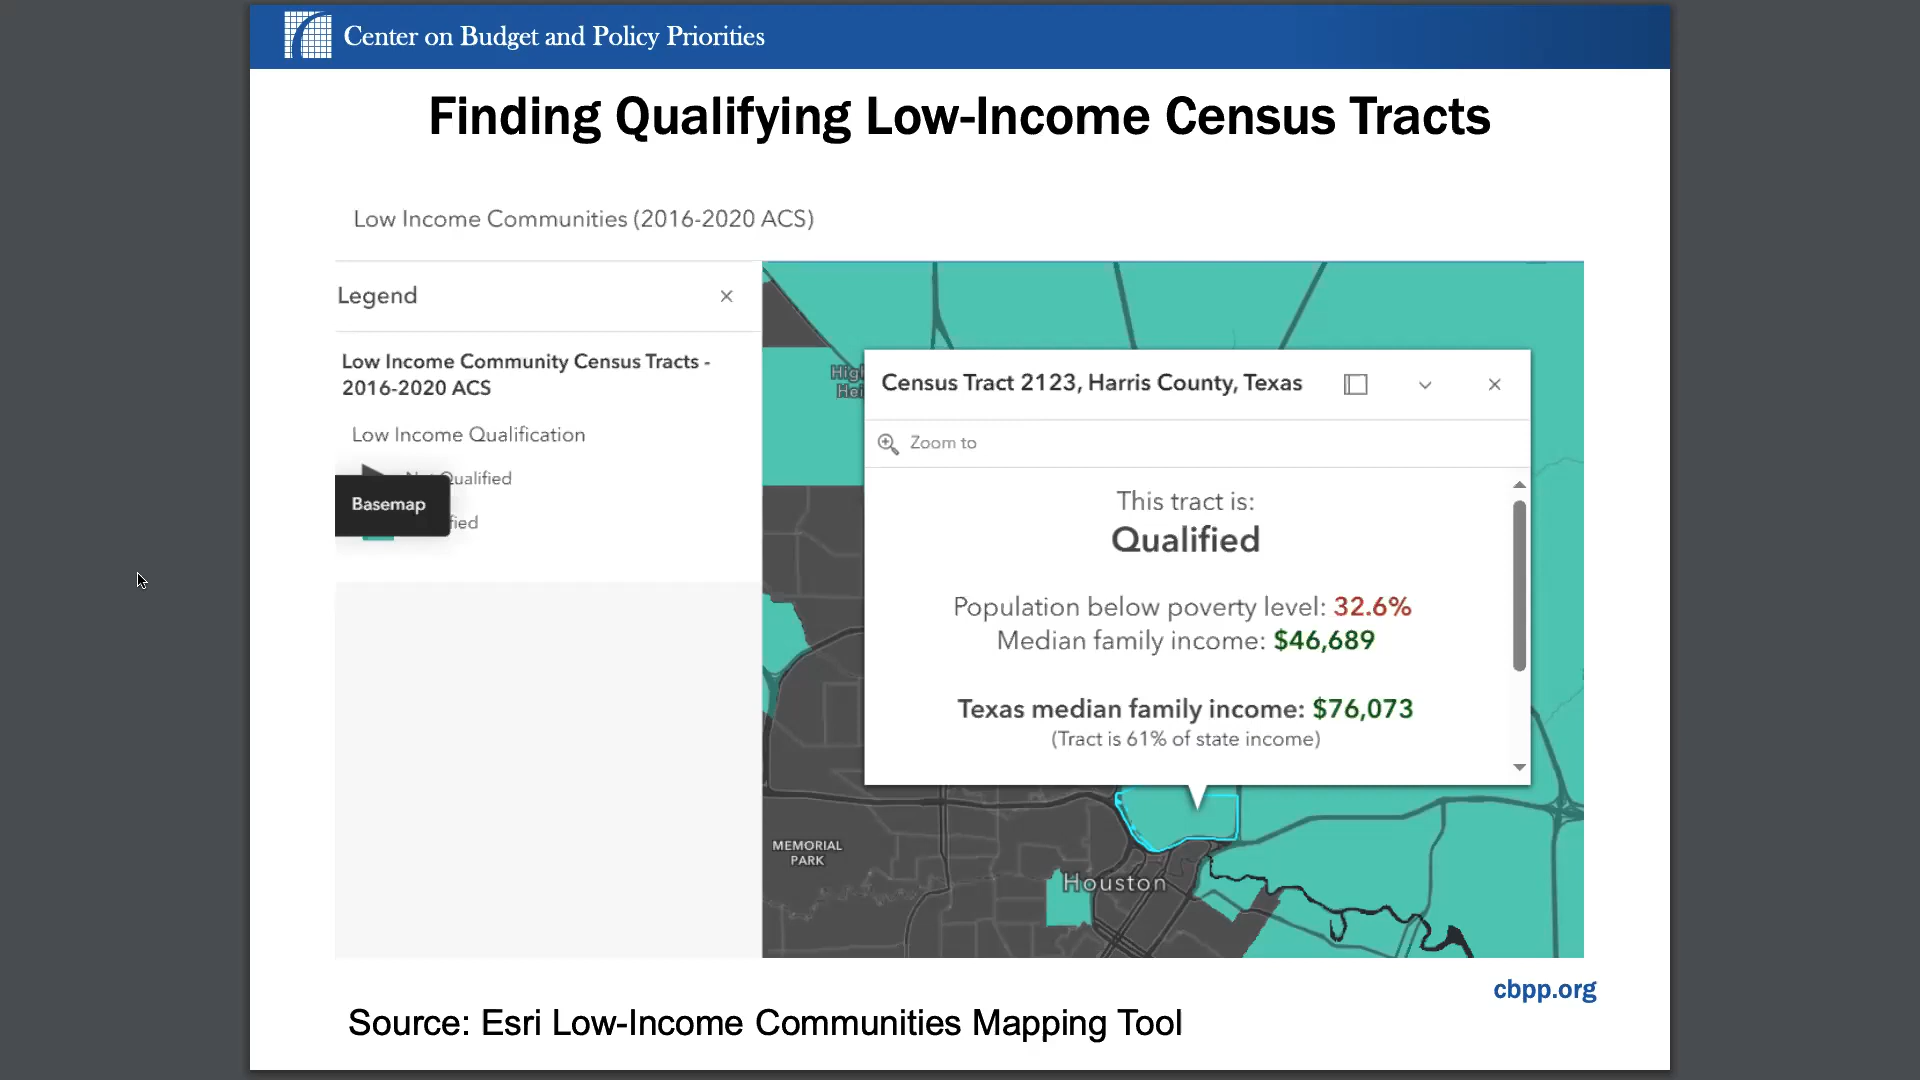 Center on Budget and Policy Priorities
Finding Qualifying Low-Income Census Tracts
Low Income Communities (2016-2020 ACS)
Legend
Low Income Community Census Tracts -
2016-2020 ACS
Low Income Qualification
Qualified
Basemap
fied
Census Tract 2123, Harris County, Texas
Zoom to
This tract is:
Qualified
Population below poverty level: 32.6%
Median family income: $46,689
Texas median family income: $76,073
(Tract is 61% of state income)
MEMORIAL
PARK
Houston
cbpp.org
Source: Esri Low-Income Communities Mapping Tool